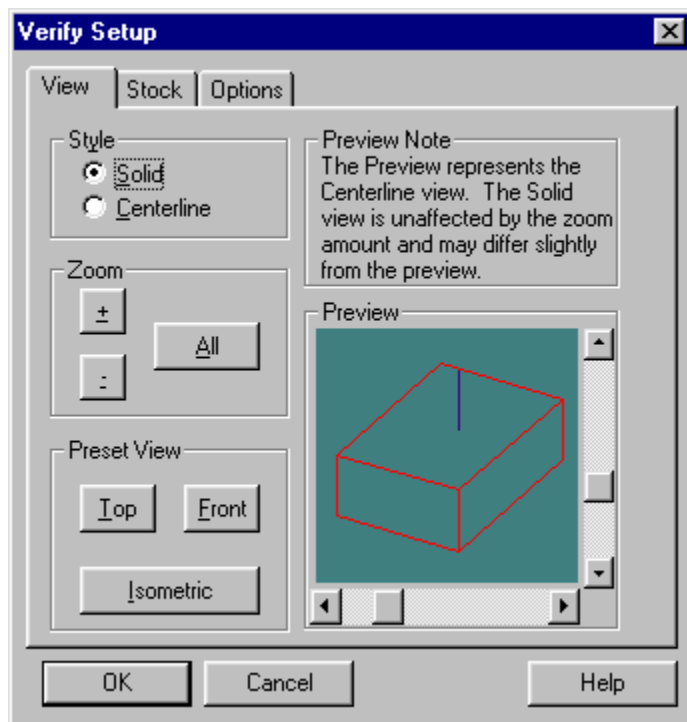 Verify Setup
View Stock Options
Style
Solid
Centerline
Preview Note
The Preview represents the
Centerline view. The Solid
view is unaffected by the zoom
amount and may differ slightly
from the preview.
Zoom
+
All
-
Preview
Preset View
Top Front
Isometric
OK Cancel Help